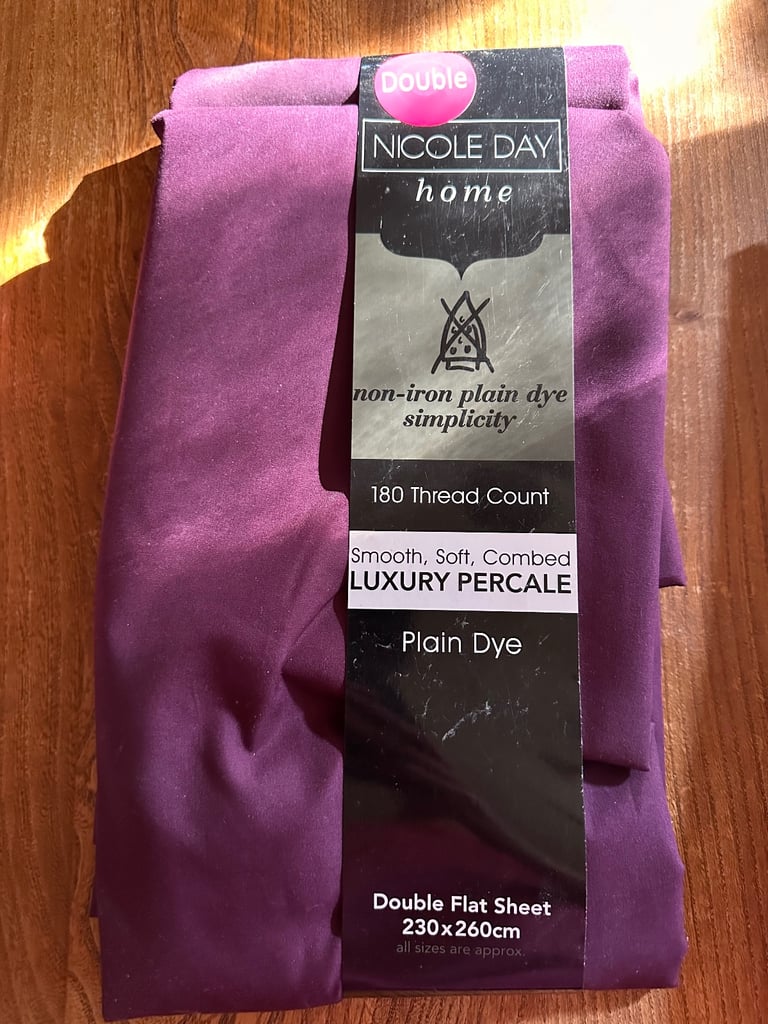 Double
NICOLE DAY
home
non-iron plain dye
simplicity
180 Thread Count
Smooth, Soft, Combed
LUXURY PERCALE
Plain Dye
Double Flat Sheet
230x260cm
all sizes are approx.